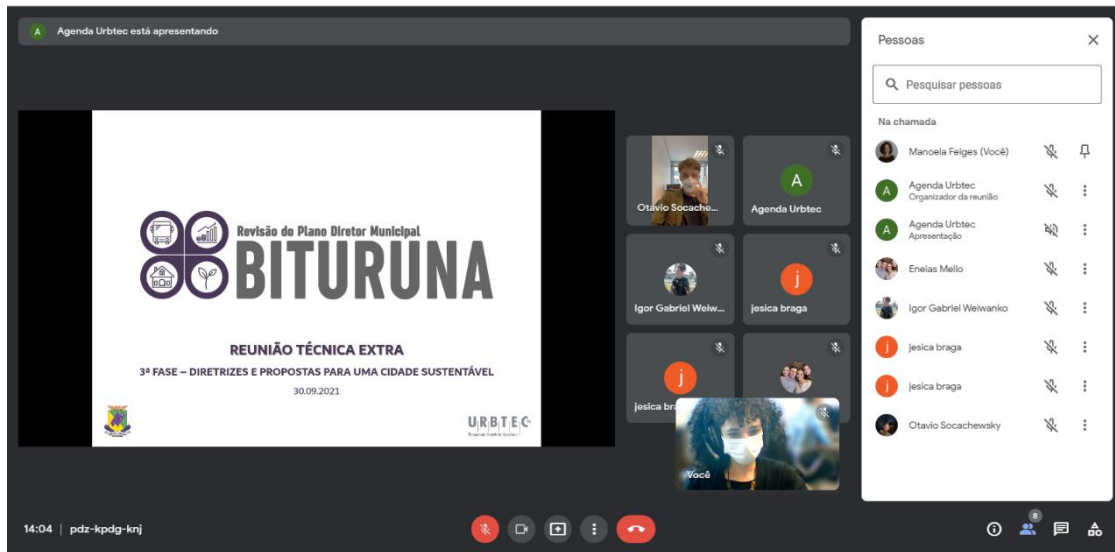 A Agenda Urbtec está apresentando
Revisão do Plano Diretor Municipal
BITURUNA
REUNIÃO TÉCNICA EXTRA
3ª FASE – DIRETRIZES E PROPOSTAS PARA UMA CIDADE SUSTENTÁVEL
30.09.2021
URBTEC
Otavio Socache...
A
Agenda Urbtec
Igor Gabriel Weiw...
j
jesica braga
j
jesica bra
Você
Pessoas
Pesquisar pessoas
Na chamada
Manoela Feiges (Você)
A Agenda Urbtec
Organizador da reunião
A Agenda Urbtec
Apresentação
Eneias Mello
Igor Gabriel Weiwanko
j jesica braga
j jesica braga
Otavio Socachewsky
14:04 | pdz-kpdg-knj
8